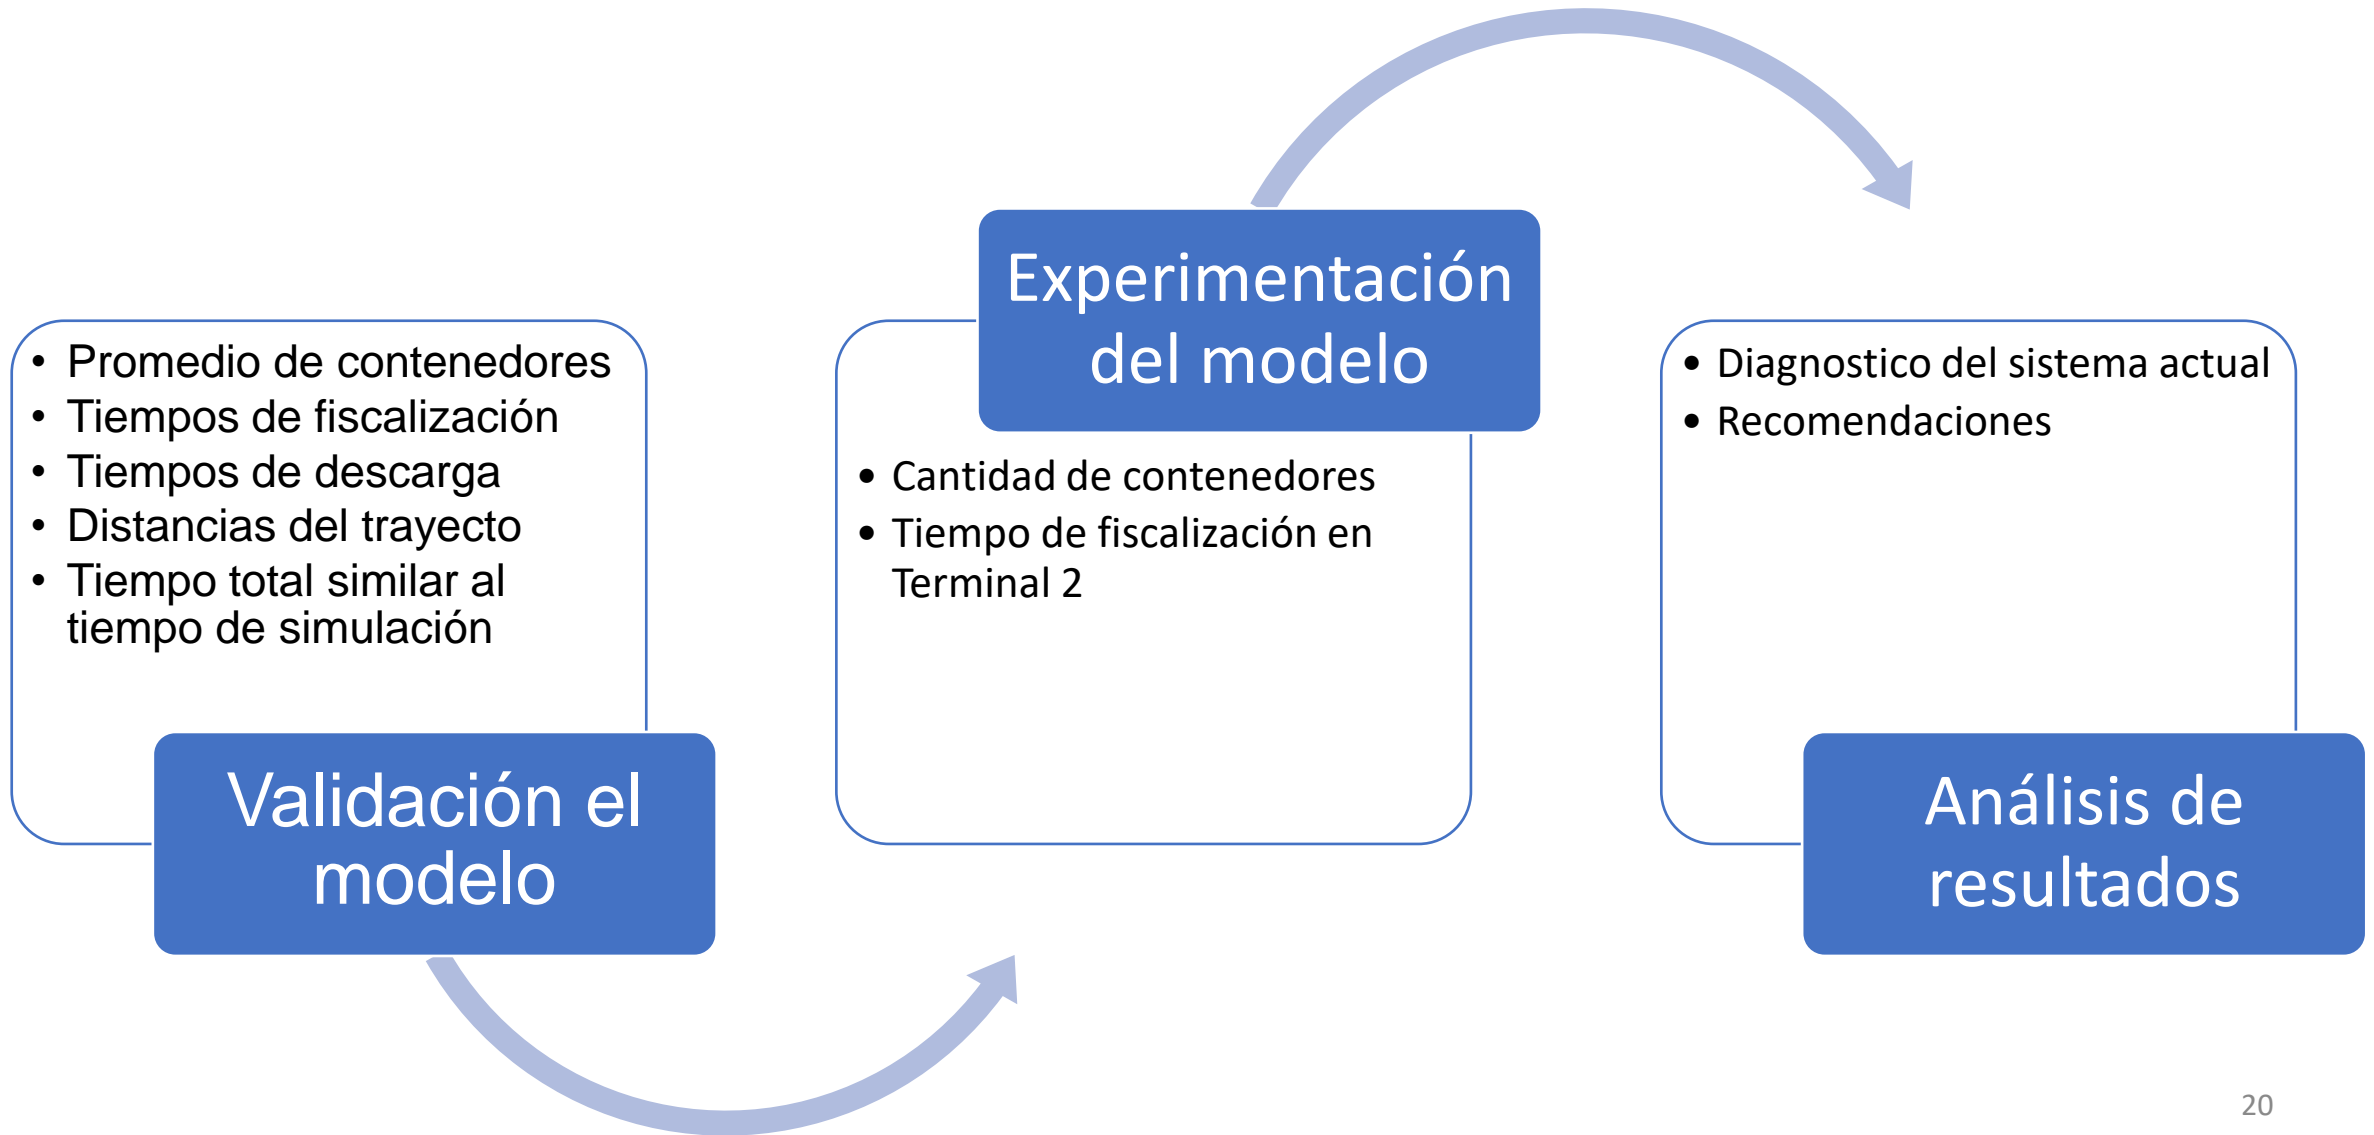 • Promedio de contenedores
• Tiempos de fiscalización
• Tiempos de descarga
• Distancias del trayecto
• Tiempo total similar al
tiempo de simulación
Validación el
modelo
Experimentación
del modelo
• Cantidad de contenedores
• Tiempo de fiscalización en
Terminal 2
• Diagnostico del sistema actual
• Recomendaciones
Análisis de
resultados
20